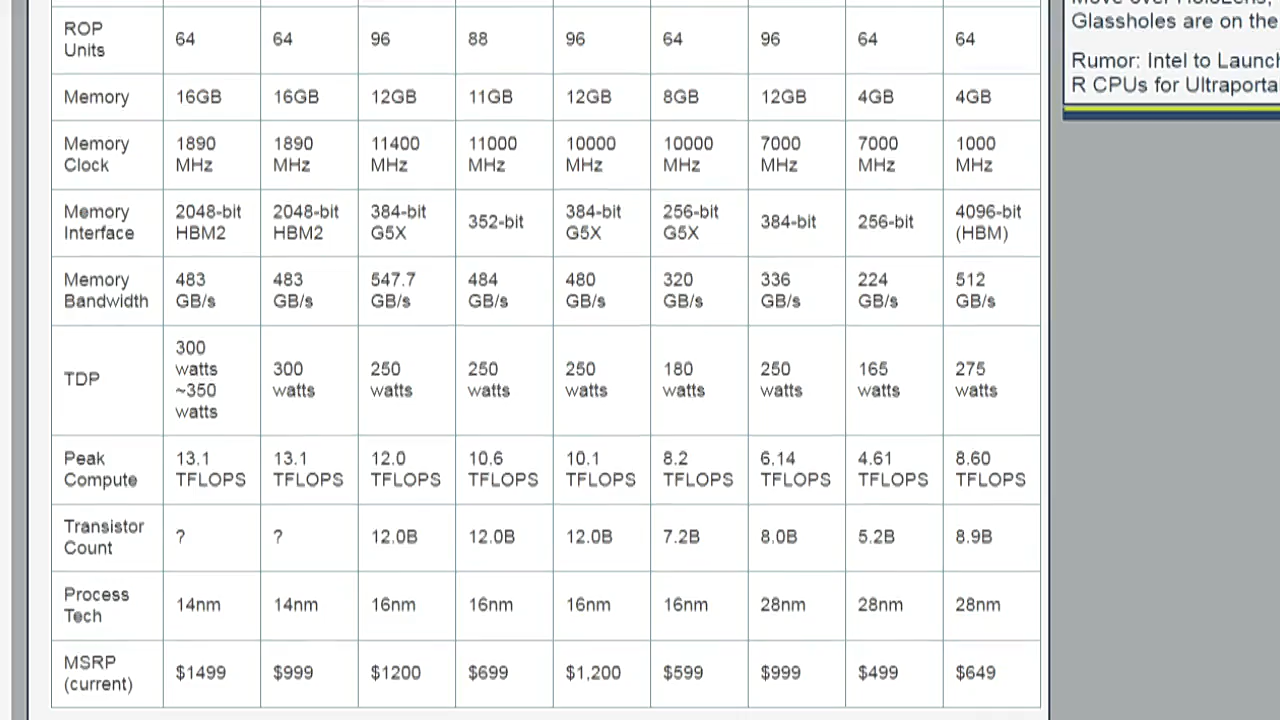 ROP
Units
64
64
96
88
96
64
96
64
64
Memory
16GB
16GB
12GB
11GB
12GB
8GB
12GB
4GB
4GB
Memory
Clock
1890
MHz
1890
MHz
11400
MHz
11000
MHz
10000
MHz
10000
MHz
7000
MHz
7000
MHz
1000
MHz
Memory
Interface
2048-bit
HBM2
2048-bit
HBM2
384-bit
G5X
352-bit
384-bit
G5X
256-bit
G5X
384-bit
256-bit
4096-bit
(HBM)
Memory
Bandwidth
483
GB/s
483
GB/s
547.7
GB/s
484
GB/s
480
GB/s
320
GB/s
336
GB/s
224
GB/s
512
GB/s
TDP
300
watts
~350
watts
300
watts
250
watts
250
watts
250
watts
180
watts
250
watts
165
watts
275
watts
Peak
Compute
13.1
TFLOPS
13.1
TFLOPS
12.0
TFLOPS
10.6
TFLOPS
10.1
TFLOPS
8.2
TFLOPS
6.14
TFLOPS
4.61
TFLOPS
8.60
TFLOPS
Transistor
Count
?
?
12.0B
12.0B
12.0B
7.2B
8.0B
5.2B
8.9B
Process
Tech
14nm
14nm
16nm
16nm
16nm
16nm
28nm
28nm
28nm
MSRP
(current)
$1499
$999
$1200
$699
$1,200
$599
$999
$499
$649
Move over HoloLens,
Glassholes are on the
Rumor: Intel to Launch
R CPUs for Ultraporta